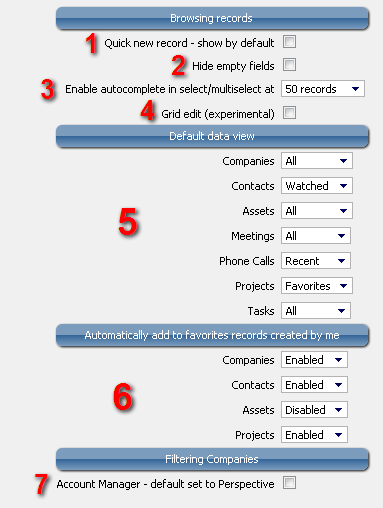 Browsing records
1 Quick new record - show by default
2 Hide empty fields
3 Enable autocomplete in select/multiselect at 50 records
4 Grid edit (experimental)
Default data view
Companies All
Contacts Watched
Assets All
5
Meetings All
Phone Calls Recent
Projects Favorites
Tasks All
Automatically add to favorites records created by me
Companies Enabled
Contacts Enabled
6
Assets Disabled
Projects Enabled
Filtering Companies
7 Account Manager - default set to Perspective